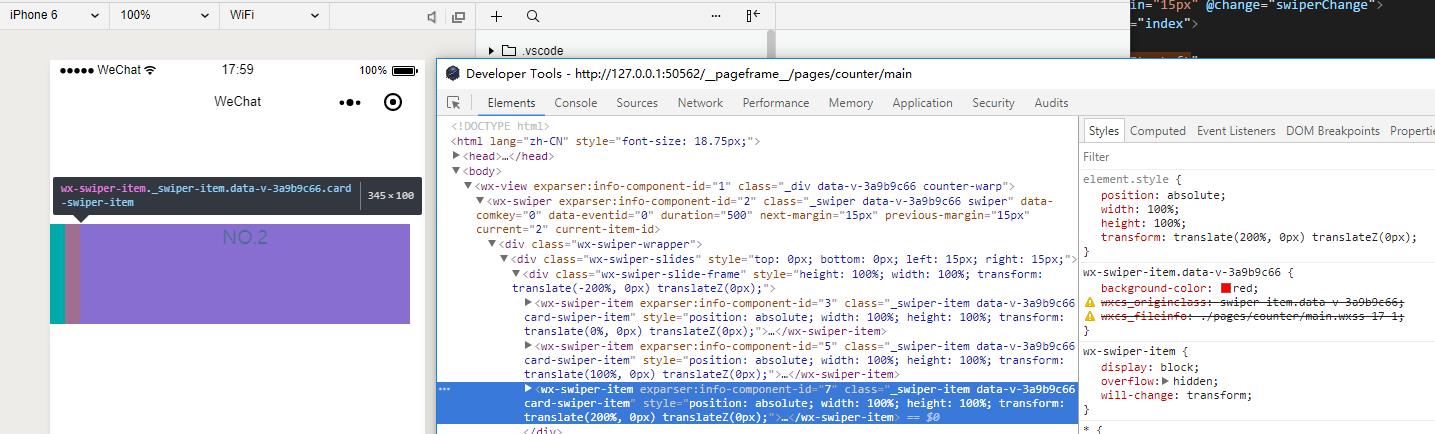 iPhone 6 100% WiFi
in="15px" @change="swiperChange">
="index">
.vscode
WeChat 17:59 100%
WeChat
wx-swiper-item._swiper-item.data-v-3a9b9c66.card
-swiper-item 345×100
NO.2
Developer Tools - http://127.0.0.1:50562/__pageframe__/pages/counter/main
Elements Console Sources Network Performance Memory Application Security Audits
<!DOCTYPE html>
<html lang="zh-CN" style="font-size: 18.75px;">
<head>…</head>
<body>
<wx-view exparser:info-component-id="1" class="_div data-v-3a9b9c66 counter-warp">
<wx-swiper exparser:info-component-id="2" class="_swiper data-v-3a9b9c66 swiper" data-
comkey="0" data-eventid="0" duration="500" next-margin="15px" previous-margin="15px"
current="2" current-item-id>
<div class="wx-swiper-wrapper">
<div class="wx-swiper-slides" style="top: 0px; bottom: 0px; left: 15px; right: 15px;">
<div class="wx-swiper-slide-frame" style="height: 100%; width: 100%; transform:
translate(-200%, 0px) translateZ(0px);">
<wx-swiper-item exparser:info-component-id="3" class="_swiper-item data-v-3a9b9c66
card-swiper-item" style="position: absolute; width: 100%; height: 100%; transform:
translate(0%, 0px) translateZ(0px);">…</wx-swiper-item>
<wx-swiper-item exparser:info-component-id="5" class="_swiper-item data-v-3a9b9c66
card-swiper-item" style="position: absolute; width: 100%; height: 100%; transform:
translate(100%, 0px) translateZ(0px);">…</wx-swiper-item>
<wx-swiper-item exparser:info-component-id="7" class="_swiper-item data-v-3a9b9c66
card-swiper-item" style="position: absolute; width: 100%; height: 100%; transform:
translate(200%, 0px) translateZ(0px);">…</wx-swiper-item> == $0
</div>
Styles Computed Event Listeners DOM Breakpoints Propertie
Filter
element.style {
position: absolute;
width: 100%;
height: 100%;
transform: translate(200%, 0px) translateZ(0px);
}
wx-swiper-item.data-v-3a9b9c66 {
background-color: red;
wxcs_originclass: swiper-item.data-v-3a9b9c66;
wxcs_fileinfo: ./pages/counter/main.wxss 17 1;
}
wx-swiper-item {
display: block;
overflow: hidden;
will-change: transform;
}
* {